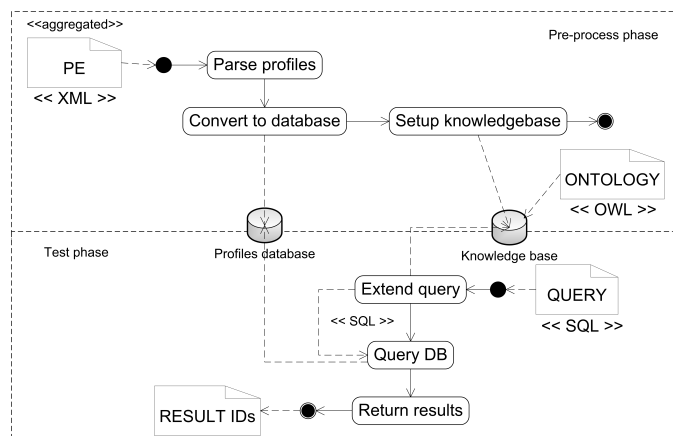 <<aggregated>>
Pre-process phase
PE
<< XML >>
Parse profiles
Convert to database
Setup knowledgebase
ONTOLOGY
<< OWL >>
Test phase
Profiles database
Knowledge base
Extend query
QUERY
<< SQL >>
<< SQL >>
Query DB
RESULT IDs
Return results